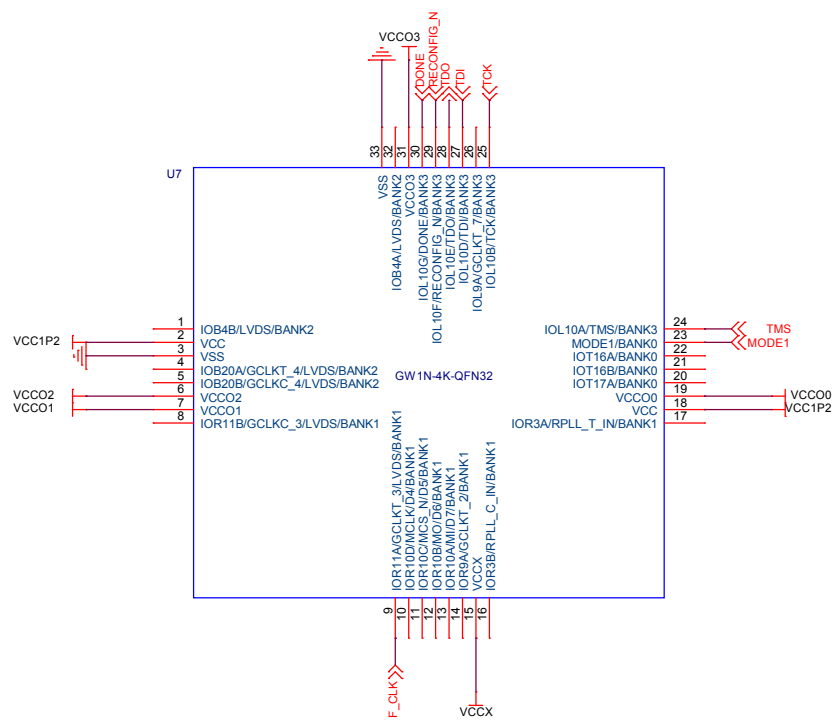 VCCO3
DONE
RECONFIG_N
TDO
TDI
TCK
33
32
31
30
29
28
27
26
25
U7
VSS
IOB4A/LVDS/BANK2
VCCO3
IOL10G/DONE/BANK3
IOL10F/RECONFIG_N/BANK3
IOL10E/TDO/BANK3
IOL10D/TDI/BANK3
IOL9A/GCLKT_7/BANK3
IOL10B/TCK/BANK3
1 IOB4B/LVDS/BANK2
VCC1P2 2 VCC
3 VSS
4 IOB20A/GCLKT_4/LVDS/BANK2
5 IOB20B/GCLKC_4/LVDS/BANK2
VCCO2 6 VCCO2
VCCO1 7 VCCO1
8 IOR11B/GCLKC_3/LVDS/BANK1
GW1N-4K-QFN32
IOL10A/TMS/BANK3 24 TMS
MODE1/BANK0 23 MODE1
IOT16A/BANK0 22
IOT16B/BANK0 21
IOT17A/BANK0 20
VCCO0 19 VCCO0
VCC 18 VCC1P2
IOR3A/RPLL_T_IN/BANK1 17
IOR11A/GCLKT_3/LVDS/BANK1
IOR10D/MCLK/D4/BANK1
IOR10C/MCS_N/D5/BANK1
IOR10B/MO/D6/BANK1
IOR10A/MI/D7/BANK1
IOR9A/GCLKT_2/BANK1
VCCX
IOR3B/RPLL_C_IN/BANK1
9
10
11
12
13
14
15
16
F_CLK
VCCX